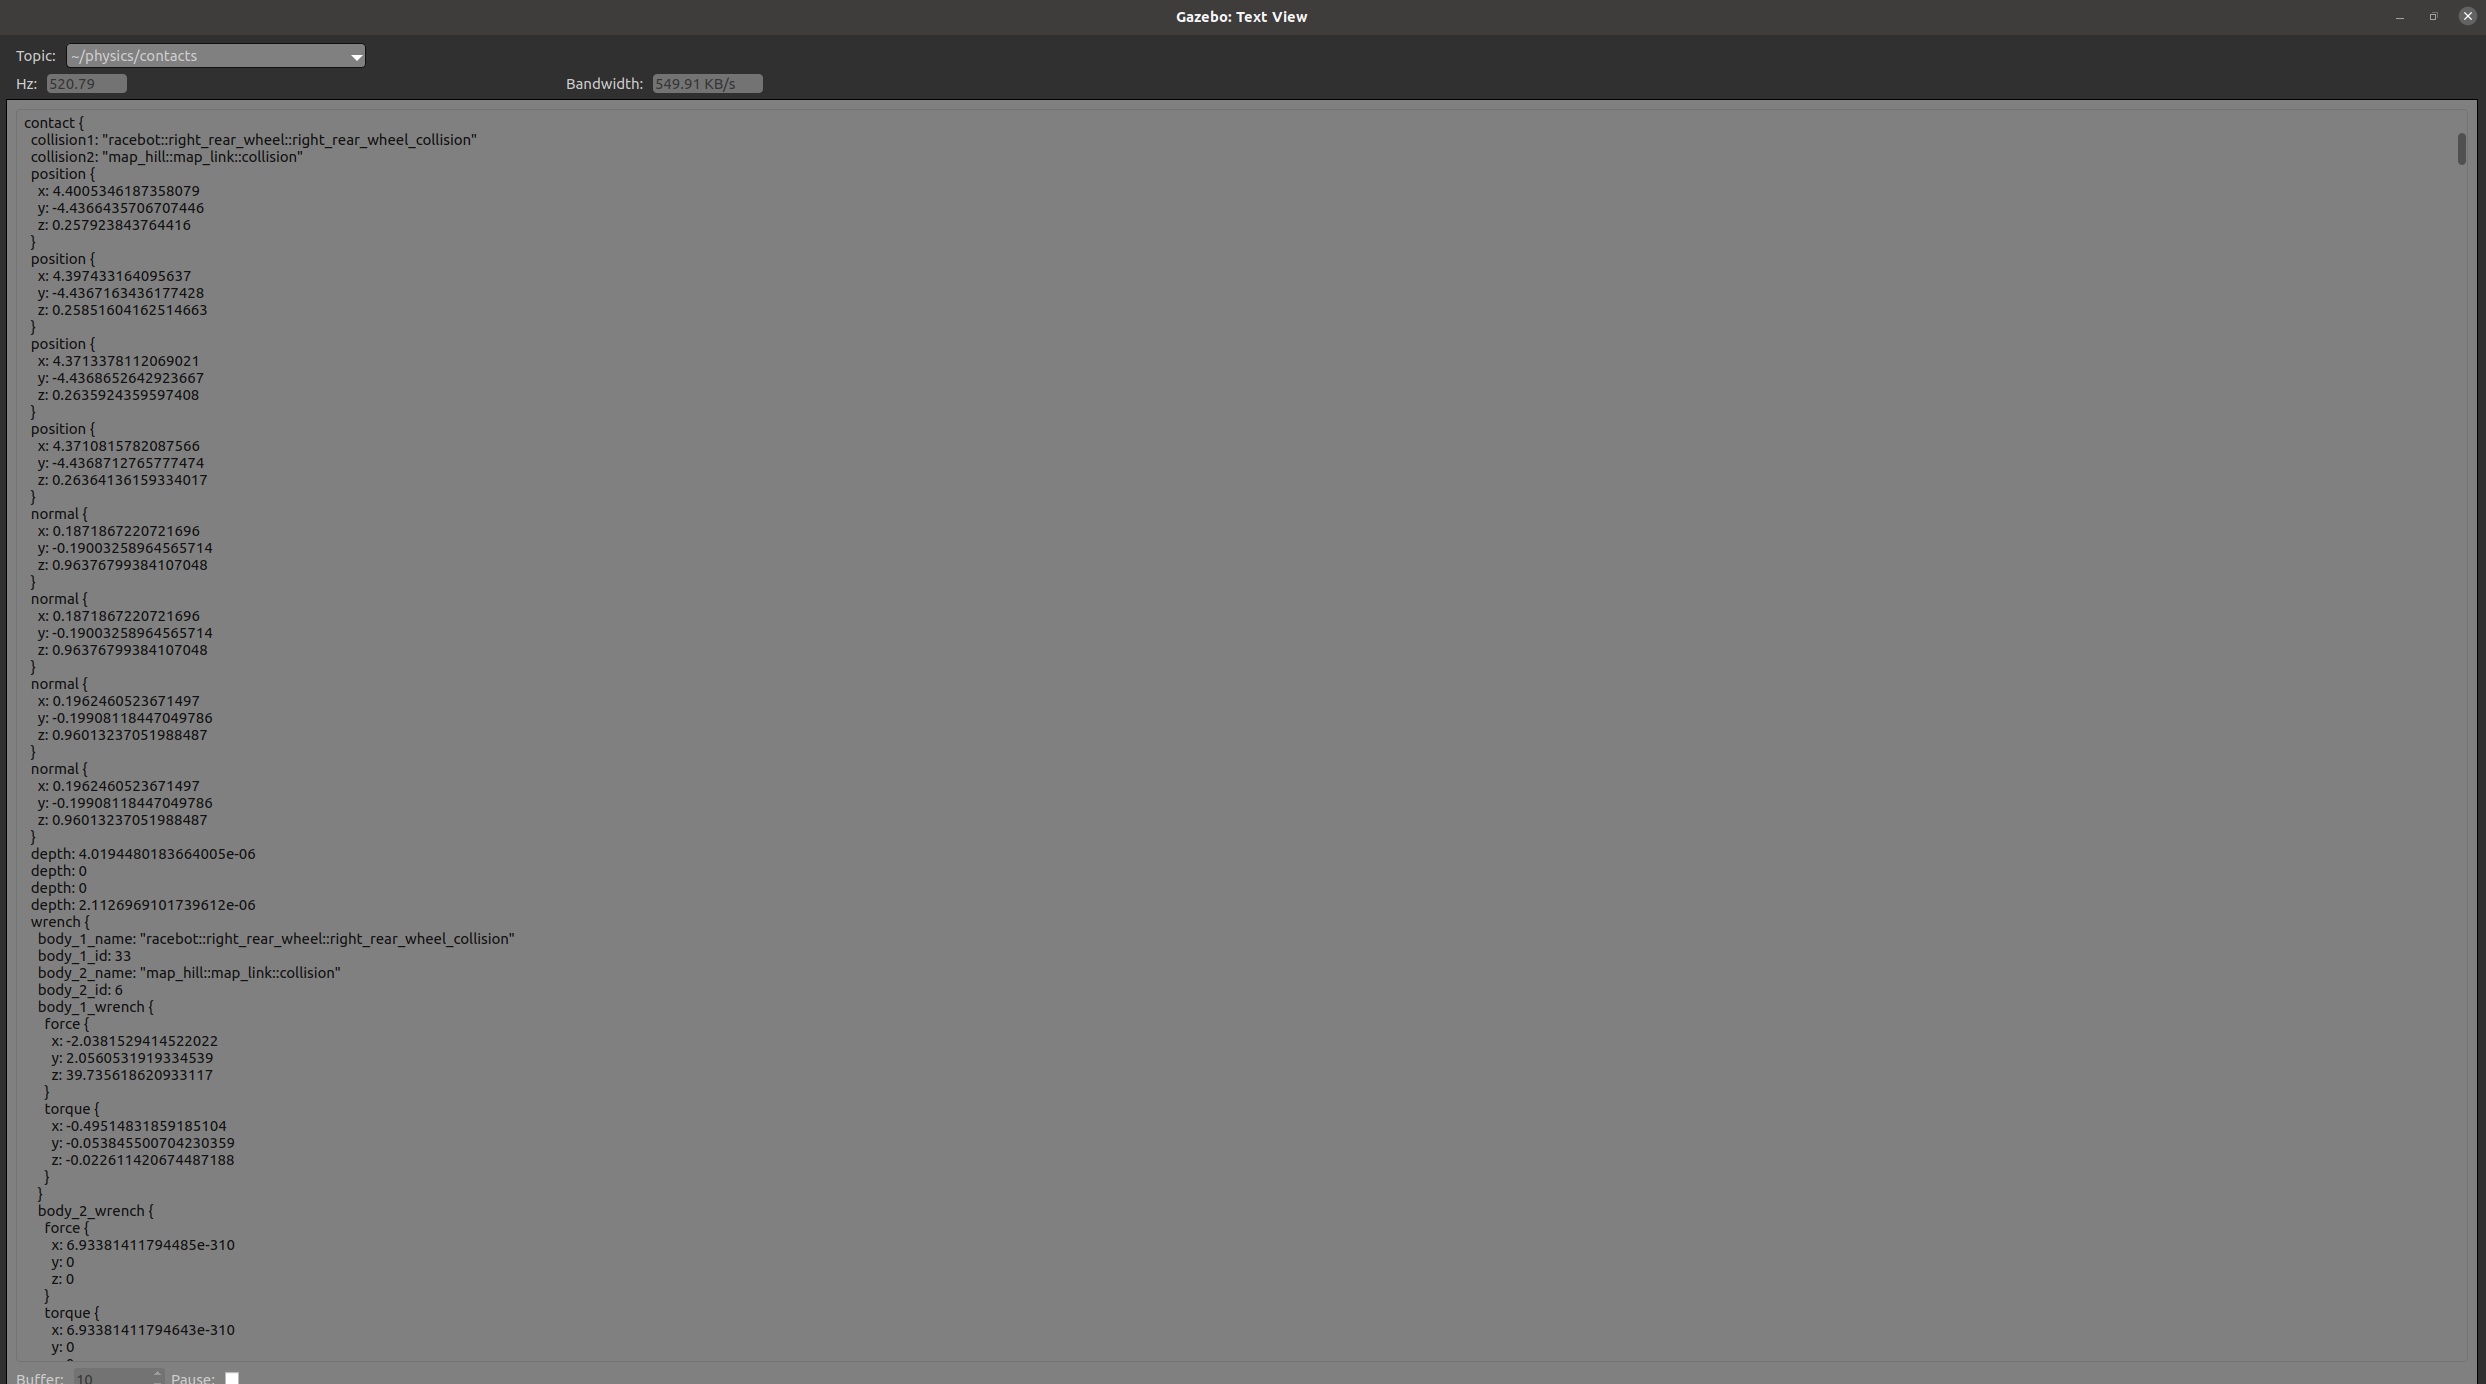 Gazebo: Text View
Topic: ~/physics/contacts
Hz: 520.79 Bandwidth: 549.91 KB/s
contact {
collision1: "racebot::right_rear_wheel::right_rear_wheel_collision"
collision2: "map_hill::map_link::collision"
position {
x: 4.4005346187358079
y: -4.4366435706707446
z: 0.257923843764416
}
position {
x: 4.397433164095637
y: -4.4367163436177428
z: 0.25851604162514663
}
position {
x: 4.3713378112069021
y: -4.4368652642923667
z: 0.2635924359597408
}
position {
x: 4.3710815782087566
y: -4.4368712765777474
z: 0.26364136159334017
}
normal {
x: 0.1871867220721696
y: -0.19003258964565714
z: 0.96376799384107048
}
normal {
x: 0.1871867220721696
y: -0.19003258964565714
z: 0.96376799384107048
}
normal {
x: 0.1962460523671497
y: -0.19908118447049786
z: 0.96013237051988487
}
normal {
x: 0.1962460523671497
y: -0.19908118447049786
z: 0.96013237051988487
}
depth: 4.0194480183664005e-06
depth: 0
depth: 0
depth: 2.1126969101739612e-06
wrench {
body_1_name: "racebot::right_rear_wheel::right_rear_wheel_collision"
body_1_id: 33
body_2_name: "map_hill::map_link::collision"
body_2_id: 6
body_1_wrench {
force {
x: -2.0381529414522022
y: 2.0560531919334539
z: 39.735618620933117
}
torque {
x: -0.49514831859185104
y: -0.053845500704230359
z: -0.022611420674487188
}
}
body_2_wrench {
force {
x: 6.93381411794485e-310
y: 0
z: 0
}
torque {
x: 6.93381411794643e-310
y: 0
Buffer: 10 Pause: